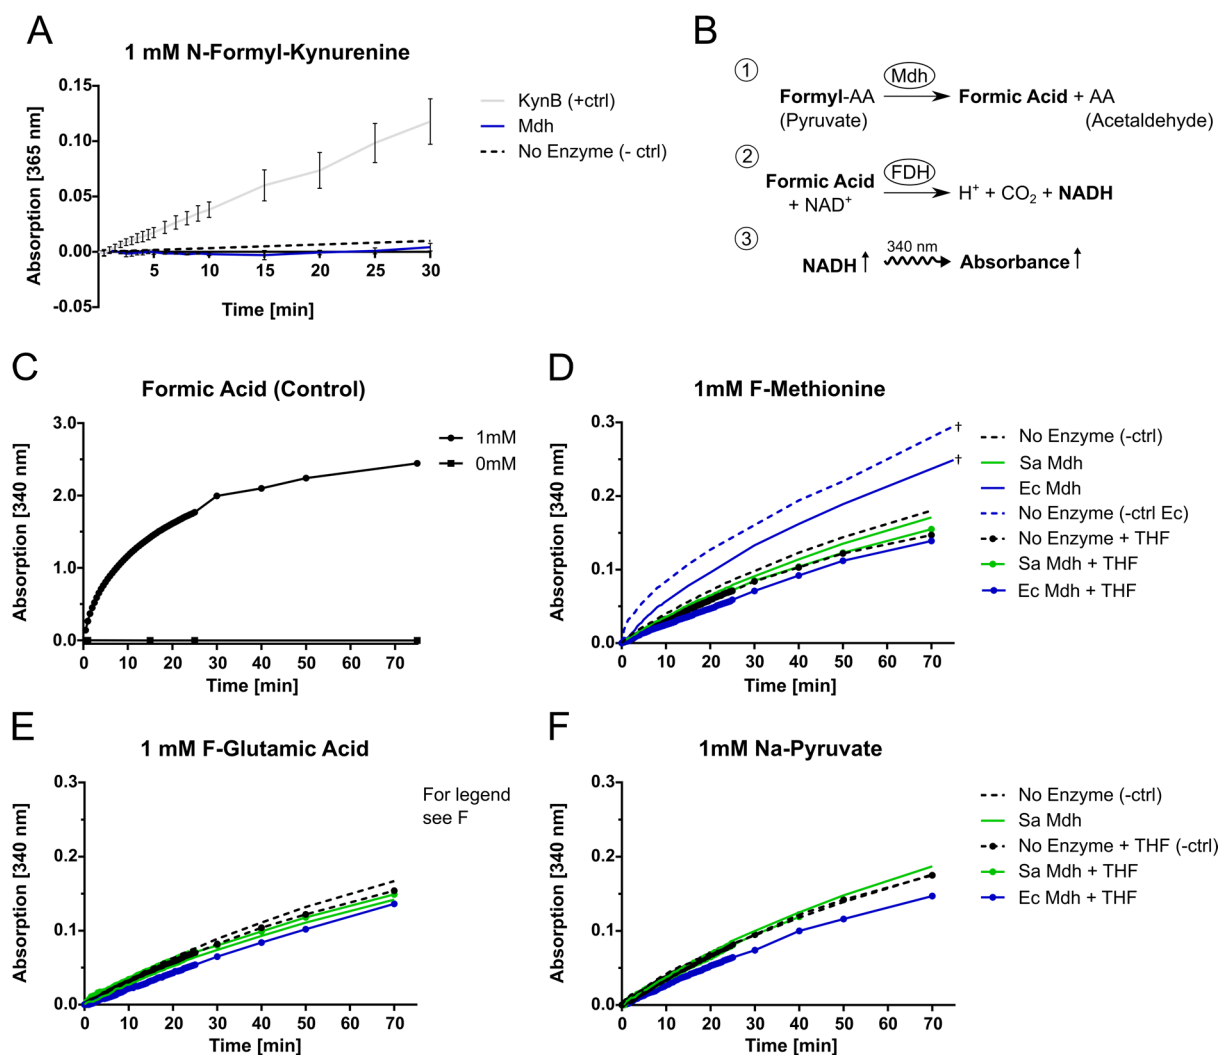 A
1 mM N-Formyl-Kynurenine
Absorption [365 nm]
0.15
0.10
0.05
0.00
-0.05
5
10
15
20
25
30
Time [min]
KynB (+ctrl)
Mdh
No Enzyme (- ctrl)
B
1
Formyl-AA
(Pyruvate)
Mdh
Formic Acid + AA
(Acetaldehyde)
2
Formic Acid
+ NAD⁺
FDH
H⁺ + CO₂ + NADH
3
NADH ↑
340 nm
Absorbance ↑
C
Formic Acid (Control)
Absorption [340 nm]
3.0
2.0
1.0
0.0
0 10 20 30 40 50 60 70
Time [min]
1mM
0mM
D
1mM F-Methionine
Absorption [340 nm]
0.3
0.2
0.1
0.0
0 10 20 30 40 50 60 70
Time [min]
†
†
No Enzyme (-ctrl)
Sa Mdh
Ec Mdh
No Enzyme (-ctrl Ec)
No Enzyme + THF
Sa Mdh + THF
Ec Mdh + THF
E
1 mM F-Glutamic Acid
Absorption [340 nm]
0.3
0.2
0.1
0.0
0 10 20 30 40 50 60 70
Time [min]
For legend
see F
F
1mM Na-Pyruvate
Absorption [340 nm]
0.3
0.2
0.1
0.0
0 10 20 30 40 50 60 70
Time [min]
No Enzyme (-ctrl)
Sa Mdh
No Enzyme + THF (-ctrl)
Sa Mdh + THF
Ec Mdh + THF